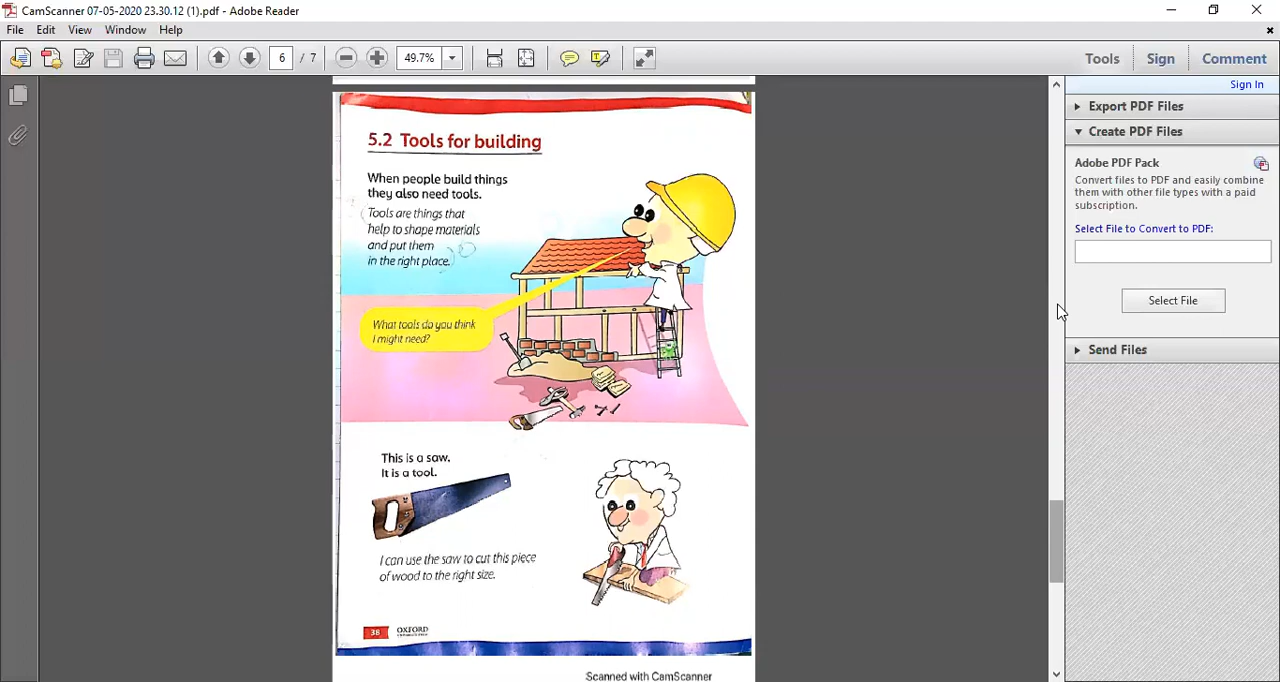 CamScanner 07-05-2020 23.30.12 (1).pdf - Adobe Reader
File Edit View Window Help
6 / 7 49.7% Tools Sign Comment
Sign In
Export PDF Files
Create PDF Files
Adobe PDF Pack
Convert files to PDF and easily combine
them with other file types with a paid
subscription.
Select File to Convert to PDF:
Select File
Send Files
5.2 Tools for building
When people build things
they also need tools.
Tools are things that
help to shape materials
and put them
in the right place.
What tools do you think
I might need?
This is a saw.
It is a tool.
I can use the saw to cut this piece
of wood to the right size.
38 OXFORD
Scanned with CamScanner